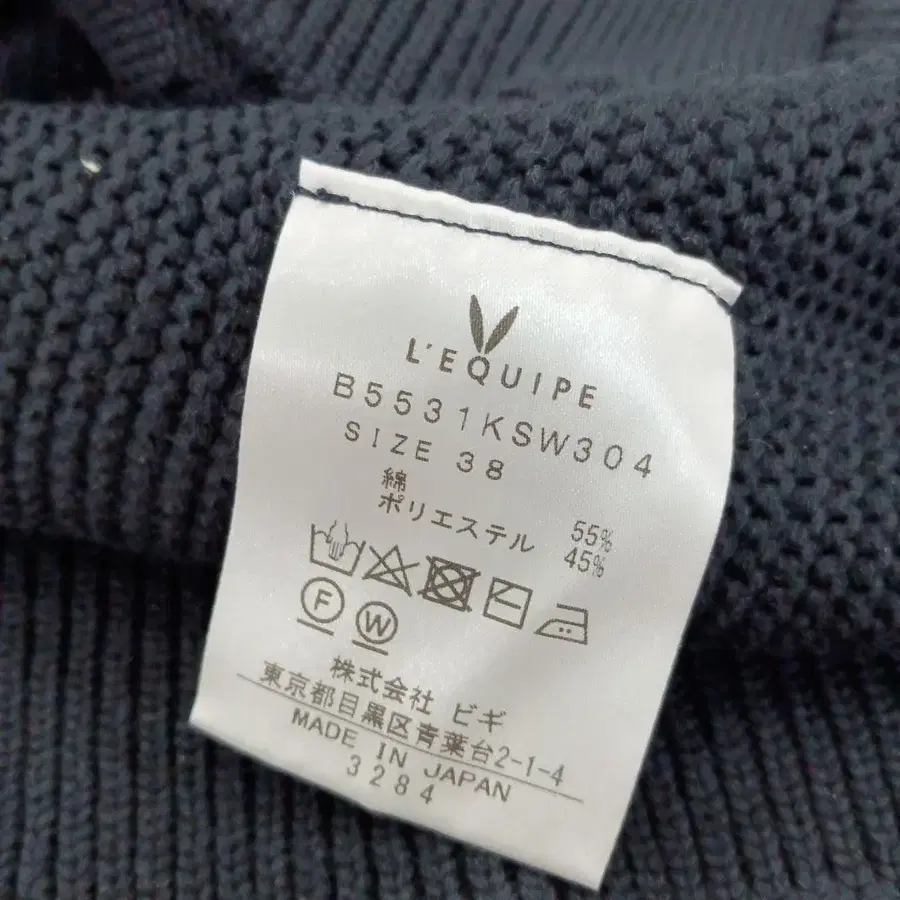 L'EQUIPE
B5531KSW304
SIZE 38
綿 55%
ポリエステル 45%
F W
株式会社 ビギ
東京都目黒区青葉台2-1-4
MADE IN JAPAN
3284